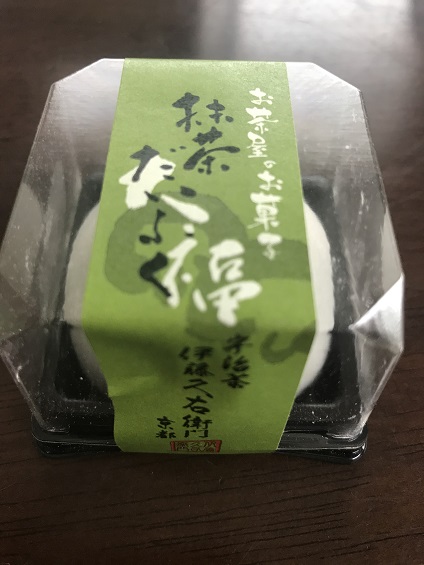 お茶屋のお菓子
抹茶
だいふく
福
宇治茶
伊藤久右衛門
京都